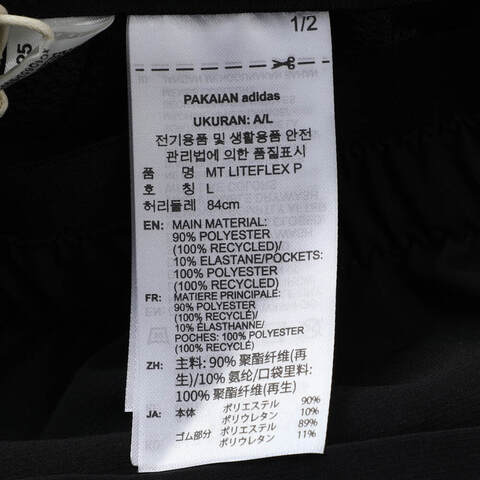 1/2
PAKAIAN adidas
UKURAN: A/L
전기용품 및 생활용품 안전
관리법에 의한 품질표시
품 명 MT LITEFLEX P
호 칭 L
허리둘레 84cm
EN: MAIN MATERIAL:
90% POLYESTER
(100% RECYCLED)/
10% ELASTANE/POCKETS:
100% POLYESTER
(100% RECYCLED)
FR: MATIERE PRINCIPALE:
90% POLYESTER
(100% RECYCLÉ)/
10% ÉLASTHANNE/
POCHES: 100% POLYESTER
(100% RECYCLÉ)
ZH: 主料: 90% 聚酯纤维(再
生)/10% 氨纶/口袋里料:
100% 聚酯纤维(再生)
JA: 本体 ポリエステル 90%
ポリウレタン 10%
ゴム部分 ポリエステル 89%
ポリウレタン 11%